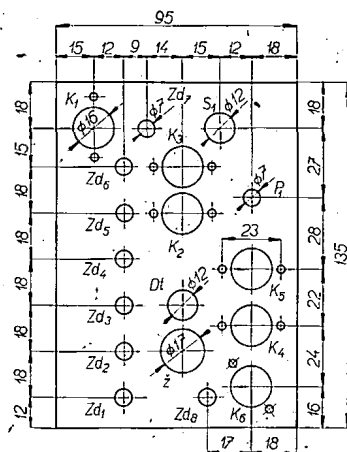 95
15 12 9 14 15 12 18
K1 Zd7 S1
ø16 ø7 ø12
18 18
K3
15 27
Zd6
ø7 P1
18
Zd5
K2
18 28
23
Zd4
K5
135
18 Dł ø12 22
Zd3
K4
18 ø17 24
Zd2
ž
18
Zd1 Zd8 K6
12 16
17 18